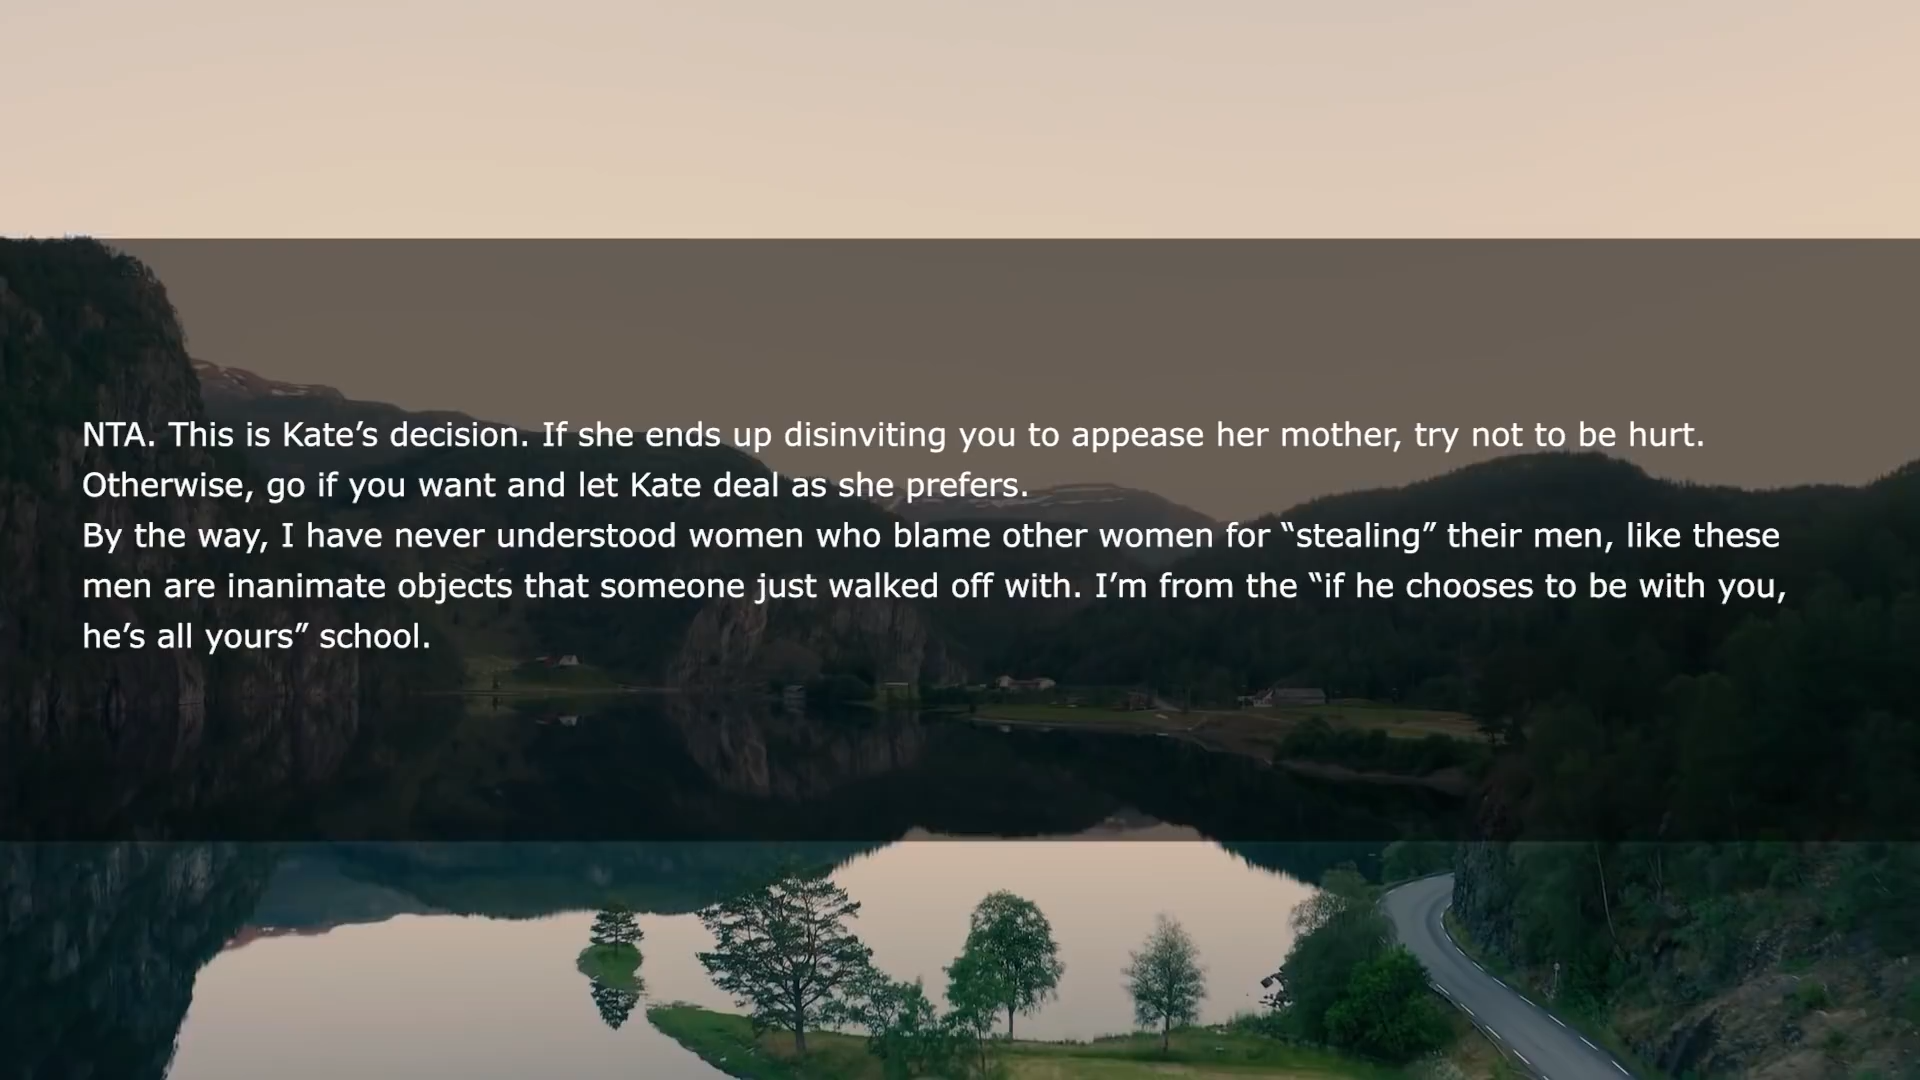 NTA. This is Kate’s decision. If she ends up disinviting you to appease her mother, try not to be hurt.
Otherwise, go if you want and let Kate deal as she prefers.
By the way, I have never understood women who blame other women for “stealing” their men, like these
men are inanimate objects that someone just walked off with. I’m from the “if he chooses to be with you,
he’s all yours” school.